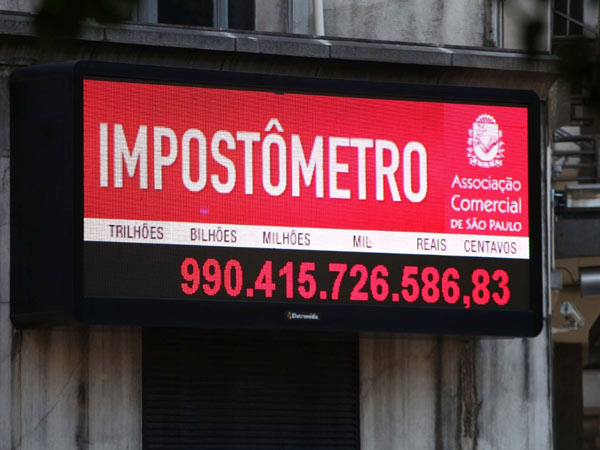 IMPOSTÔMETRO
Associação
Comercial
DE SÃO PAULO
TRILHÕES BILHÕES MILHÕES MIL REAIS CENTAVOS
990.415.726.586,83
Eletromidia